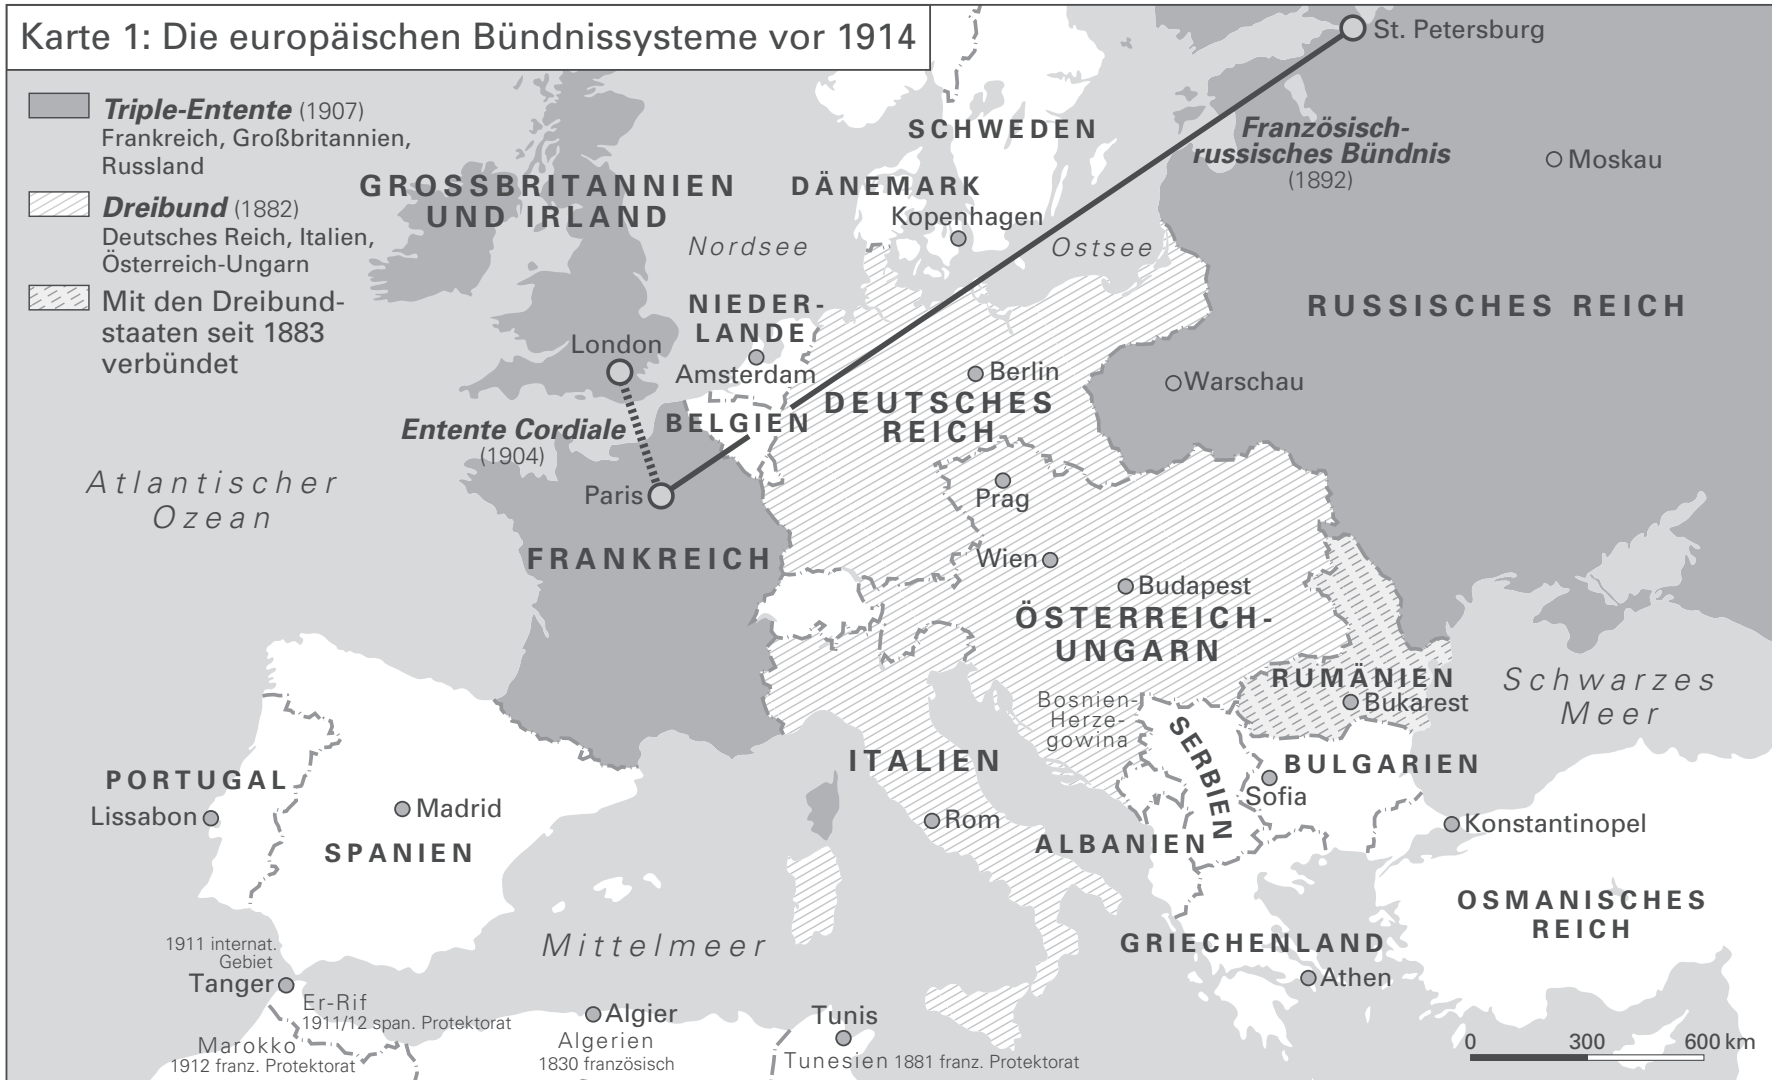 Karte 1: Die europäischen Bündnissysteme vor 1914
Triple-Entente (1907)
Frankreich, Großbritannien,
Russland
Dreibund (1882)
Deutsches Reich, Italien,
Österreich-Ungarn
Mit den Dreibund-
staaten seit 1883
verbündet
St. Petersburg
Französisch-
russisches Bündnis
(1892)
Moskau
SCHWEDEN
DÄNEMARK
Kopenhagen
GROSSBRITANNIEN
UND IRLAND
Nordsee
Ostsee
NIEDER-
LANDE
Amsterdam
London
RUSSISCHES REICH
Berlin
Warschau
DEUTSCHES
REICH
BELGIEN
Entente Cordiale
(1904)
Atlantischer
Ozean
Paris
Prag
FRANKREICH
Wien
Budapest
ÖSTERREICH-
UNGARN
RUMÄNIEN
Bukarest
Schwarzes
Meer
Bosnien-
Herze-
gowina
SERBIEN
ITALIEN
BULGARIEN
Sofia
PORTUGAL
Lissabon
Madrid
SPANIEN
Rom
ALBANIEN
Konstantinopel
OSMANISCHES
REICH
Mittelmeer
GRIECHENLAND
Athen
1911 internat.
Gebiet
Tanger
Er-Rif
1911/12 span. Protektorat
Marokko
1912 franz. Protektorat
Algier
Algerien
1830 französisch
Tunis
Tunesien 1881 franz. Protektorat
0 300 600 km